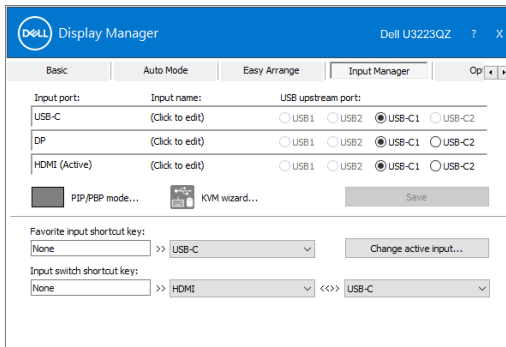 DELL Display Manager Dell U3223QZ ? X
Basic Auto Mode Easy Arrange Input Manager Op
Input port: Input name: USB upstream port:
USB-C (Click to edit) USB1 USB2 USB-C1 USB-C2
DP (Click to edit) USB1 USB2 USB-C1 USB-C2
HDMI (Active) (Click to edit) USB1 USB2 USB-C1 USB-C2
PIP/PBP mode... KVM wizard... Save
Favorite input shortcut key:
None >> USB-C Change active input...
Input switch shortcut key:
None >> HDMI <<>> USB-C